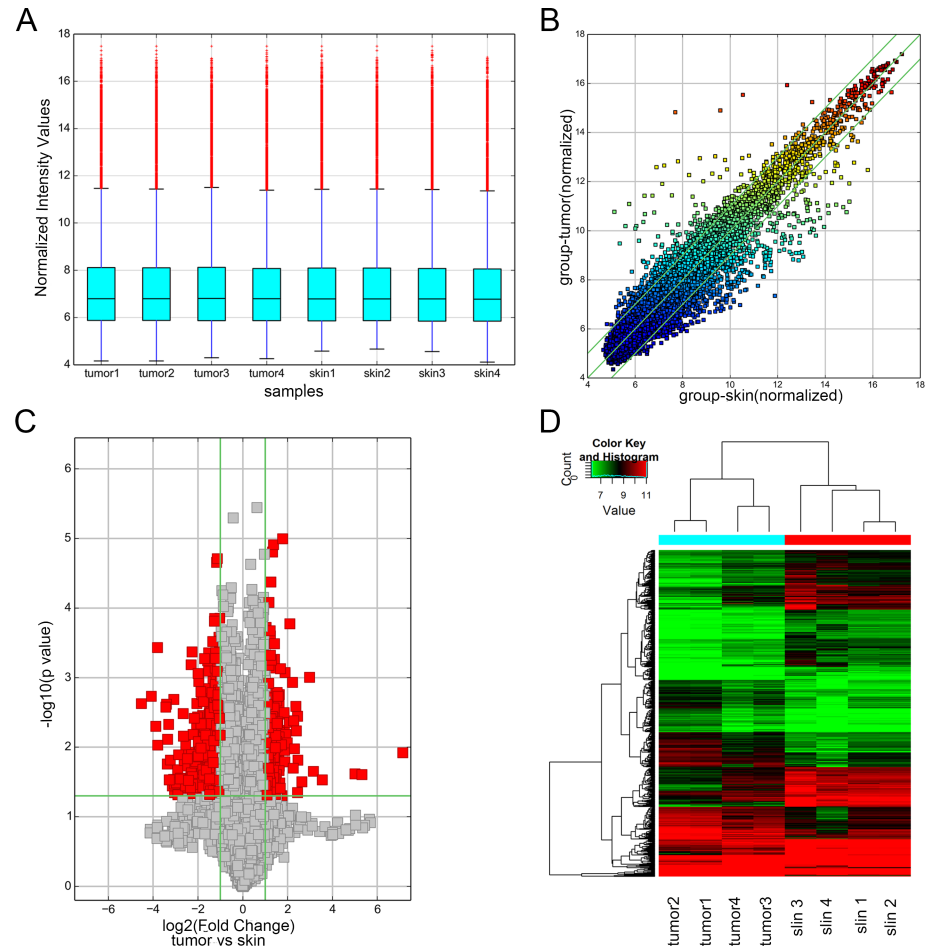 A
Normalized Intensity Values
18
16
14
12
10
8
6
4
tumor1 tumor2 tumor3 tumor4 skin1 skin2 skin3 skin4
samples
B
group-tumor(normalized)
18
16
14
12
10
8
6
4
4 6 8 10 12 14 16 18
group-skin(normalized)
C
-log10(p value)
6
5
4
3
2
1
0
−6 −4 −2 0 2 4 6
log2(Fold Change)
tumor vs skin
D
Color Key
and Histogram
Count
0
7 9 11
Value
tumor2 tumor1 tumor4 tumor3 slin 3 slin 4 slin 1 slin 2